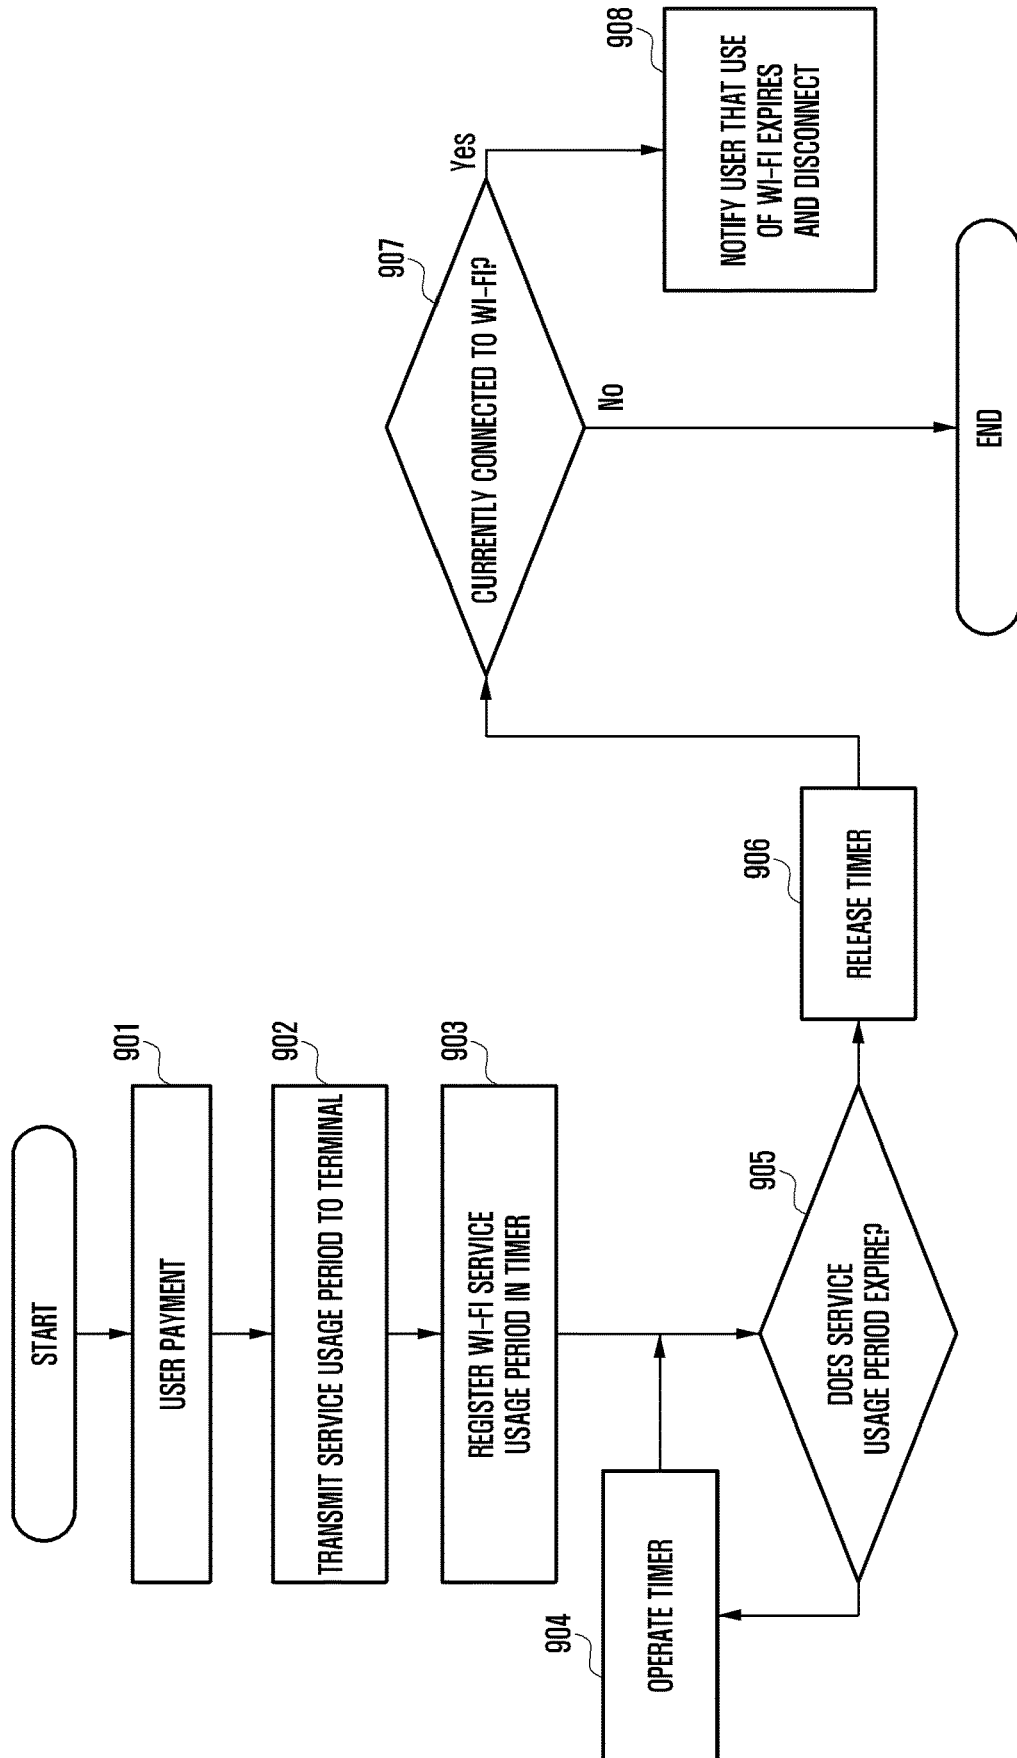 START
901
USER PAYMENT
902
TRANSMIT SERVICE USAGE PERIOD TO TERMINAL
903
REGISTER WI-FI SERVICE
USAGE PERIOD IN TIMER
904
OPERATE TIMER
905
DOES SERVICE
USAGE PERIOD EXPIRE?
906
RELEASE TIMER
907
CURRENTLY CONNECTED TO WI-FI?
Yes
No
908
NOTIFY USER THAT USE
OF WI-FI EXPIRES
AND DISCONNECT
END